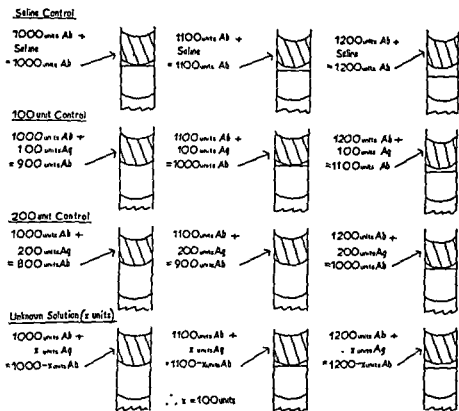 Saline Control
1000 units Ab +
Saline
= 1000 units Ab
1100 units Ab +
Saline
= 1100 units Ab
1200 units Ab +
Saline
= 1200 units Ab
100 unit Control
1000 units Ab +
100 units Ag
= 900 units Ab
1100 units Ab +
100 units Ag
= 1000 units Ab
1200 units Ab +
100 units Ag
= 1100 units Ab
200 unit Control
1000 units Ab +
200 units Ag
= 800 units Ab
1100 units Ab +
200 units Ag
= 900 units Ab
1200 units Ab +
200 units Ag
= 1000 units Ab
Unknown Solution (x units)
1000 units Ab +
x units Ag
= 1000 - x units Ab
1100 units Ab +
x units Ag
= 1100 - x units Ab
1200 units Ab +
x units Ag
= 1200 - x units Ab
∴ x = 100 units